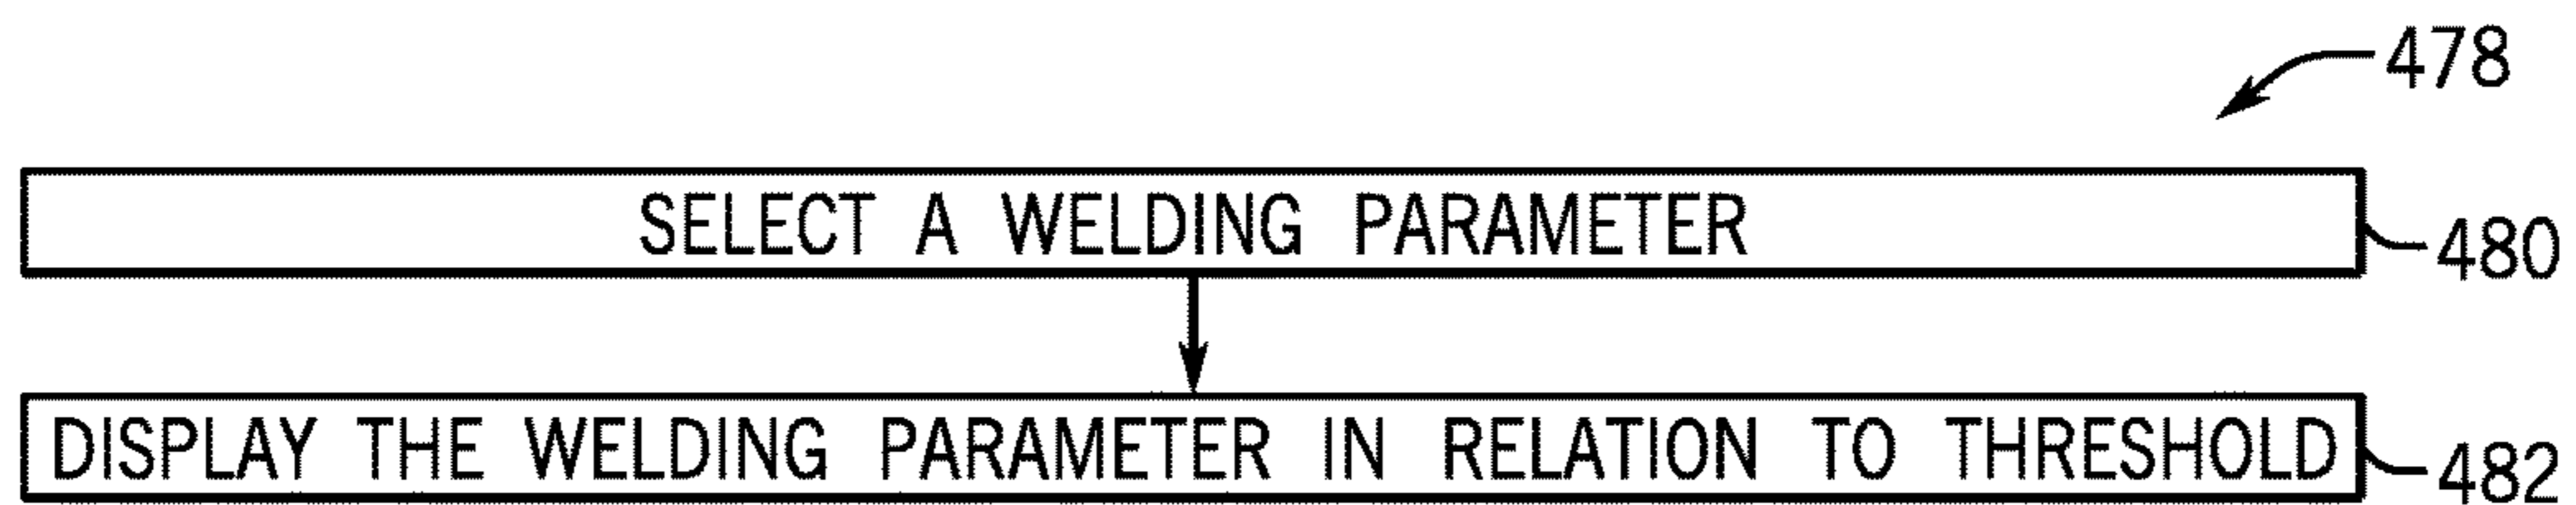 478
SELECT A WELDING PARAMETER
480
DISPLAY THE WELDING PARAMETER IN RELATION TO THRESHOLD
482